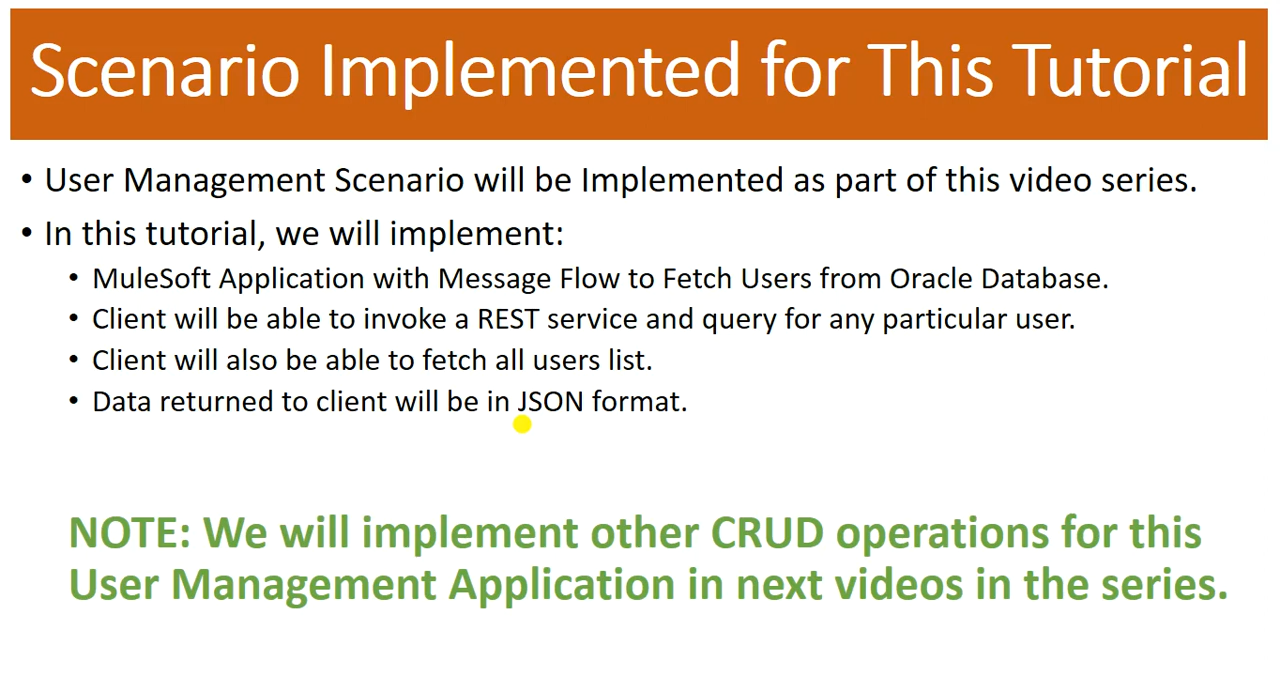 Scenario Implemented for This Tutorial
• User Management Scenario will be Implemented as part of this video series.
• In this tutorial, we will implement:
• MuleSoft Application with Message Flow to Fetch Users from Oracle Database.
• Client will be able to invoke a REST service and query for any particular user.
• Client will also be able to fetch all users list.
• Data returned to client will be in JSON format.
NOTE: We will implement other CRUD operations for this
User Management Application in next videos in the series.